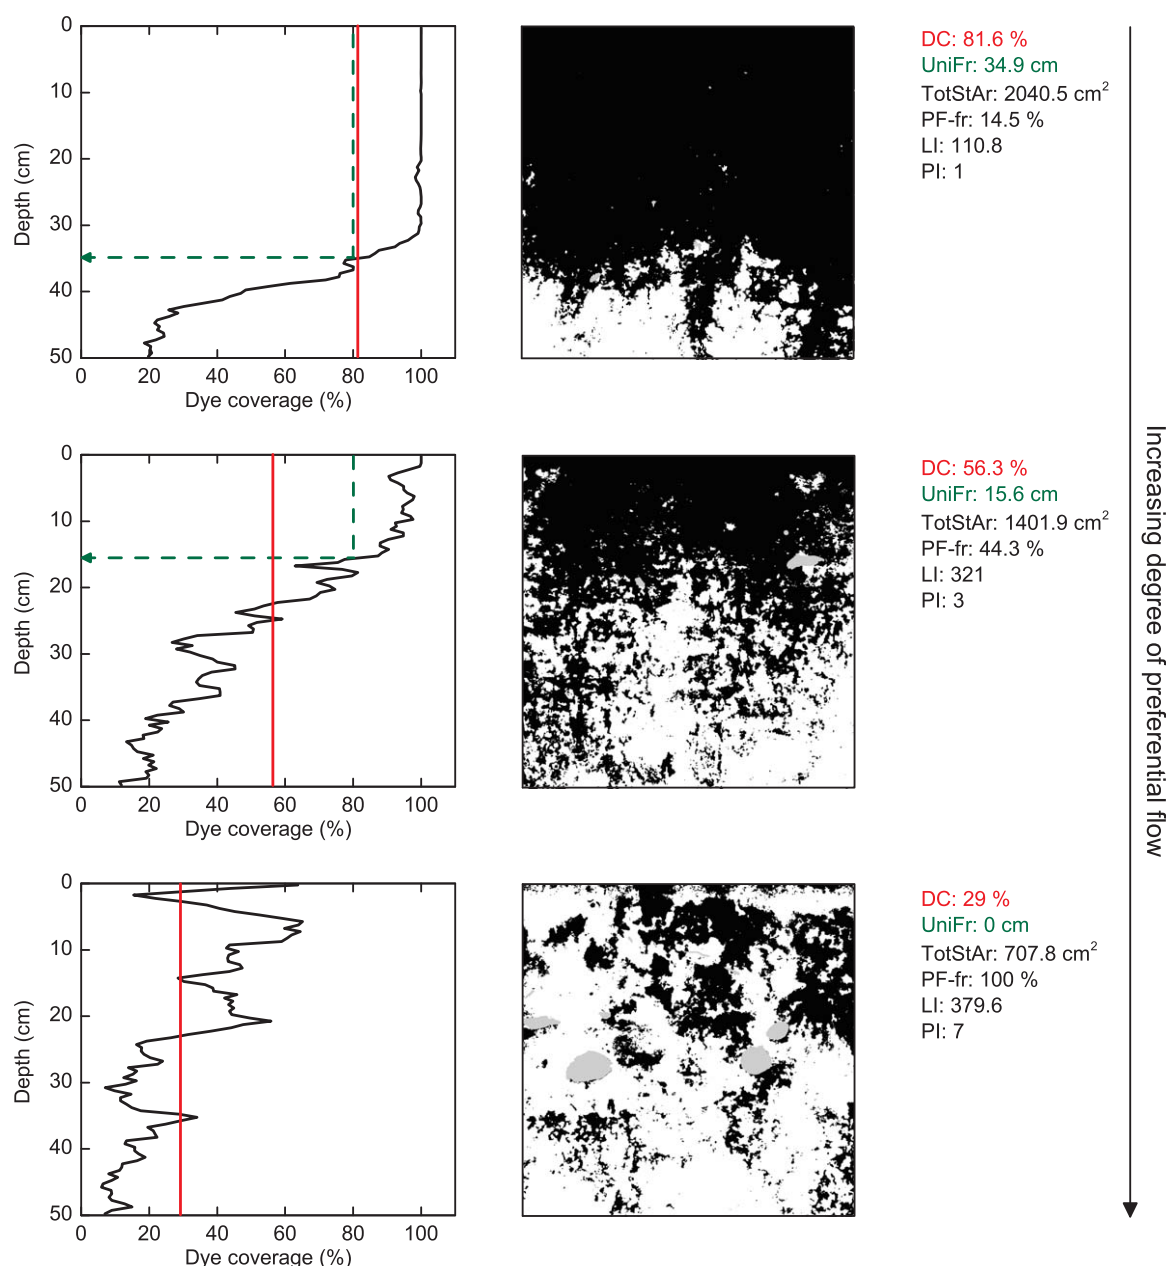 0
10
20
30
40
50
Depth (cm)
0 20 40 60 80 100
Dye coverage (%)
DC: 81.6 %
UniFr: 34.9 cm
TotStAr: 2040.5 cm²
PF-fr: 14.5 %
LI: 110.8
PI: 1
0
10
20
30
40
50
Depth (cm)
0 20 40 60 80 100
Dye coverage (%)
DC: 56.3 %
UniFr: 15.6 cm
TotStAr: 1401.9 cm²
PF-fr: 44.3 %
LI: 321
PI: 3
0
10
20
30
40
50
Depth (cm)
0 20 40 60 80 100
Dye coverage (%)
DC: 29 %
UniFr: 0 cm
TotStAr: 707.8 cm²
PF-fr: 100 %
LI: 379.6
PI: 7
Increasing degree of preferential flow